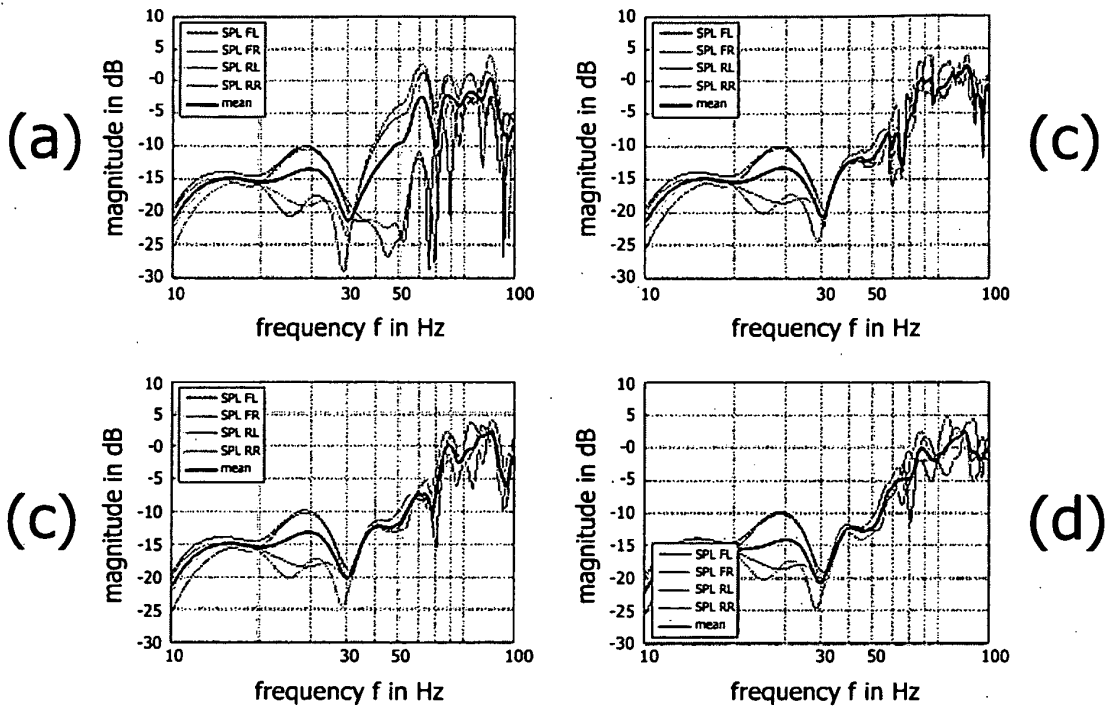 (a)
magnitude in dB
10
5
-0
-5
-10
-15
-20
-25
-30
SPL FL
SPL FR
SPL RL
SPL RR
mean
10
30
50
100
frequency f in Hz
(c)
magnitude in dB
10
5
-0
-5
-10
-15
-20
-25
-30
SPL FL
SPL FR
SPL RL
SPL RR
mean
10
30
50
100
frequency f in Hz
(c)
magnitude in dB
10
5
-0
-5
-10
-15
-20
-25
-30
SPL FL
SPL FR
SPL RL
SPL RR
mean
10
30
50
100
frequency f in Hz
(d)
magnitude in dB
10
5
-0
-5
-10
-15
-20
-25
-30
SPL FL
SPL FR
SPL RL
SPL RR
mean
10
30
50
100
frequency f in Hz